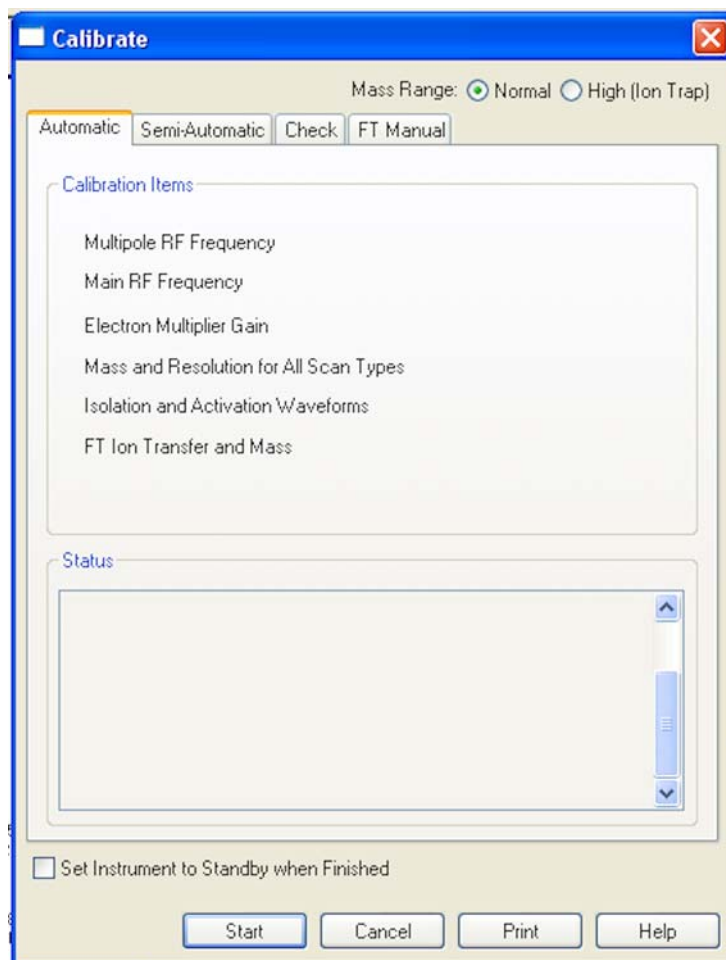 Calibrate
Mass Range: Normal High (Ion Trap)
Automatic Semi-Automatic Check FT Manual
Calibration Items
Multipole RF Frequency
Main RF Frequency
Electron Multiplier Gain
Mass and Resolution for All Scan Types
Isolation and Activation Waveforms
FT Ion Transfer and Mass
Status
Set Instrument to Standby when Finished
Start Cancel Print Help